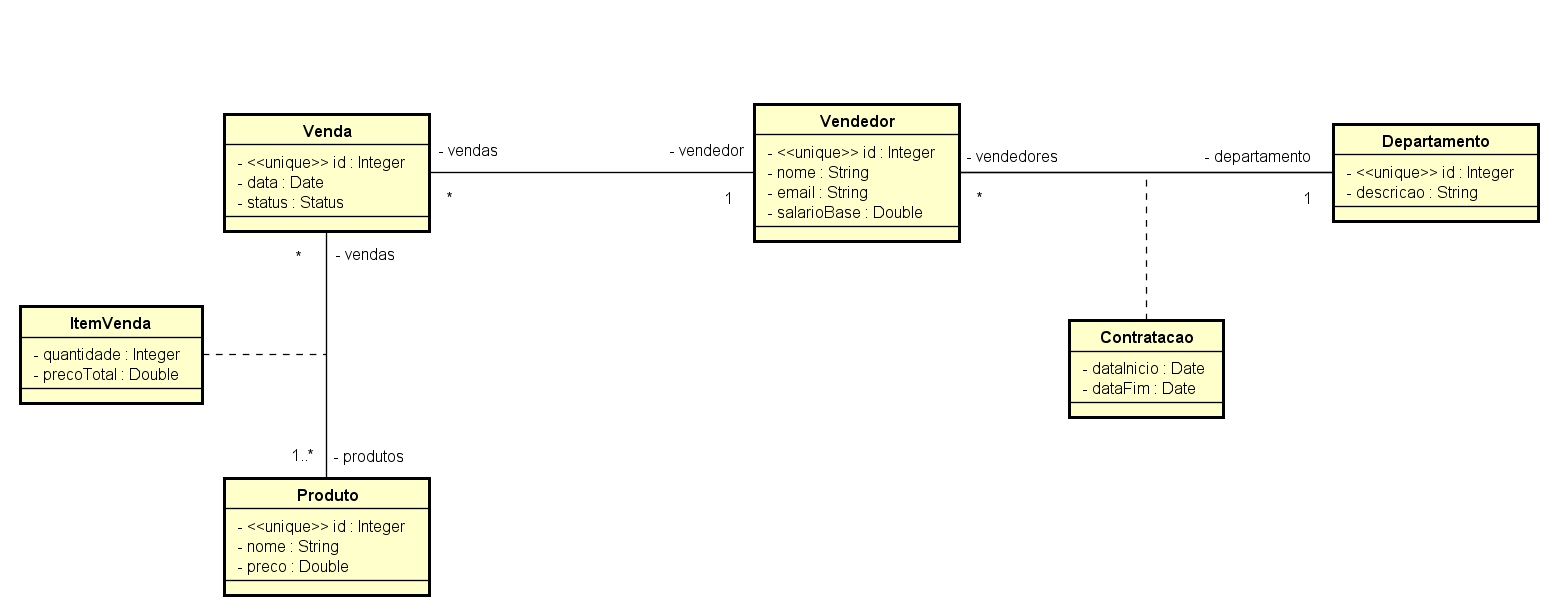 Venda
- <<unique>> id : Integer
- data : Date
- status : Status
- vendas
*
- vendedor
1
Vendedor
- <<unique>> id : Integer
- nome : String
- email : String
- salarioBase : Double
- vendedores
*
- departamento
1
Departamento
- <<unique>> id : Integer
- descricao : String
* - vendas
ItemVenda
- quantidade : Integer
- precoTotal : Double
Contratacao
- dataInicio : Date
- dataFim : Date
1..* - produtos
Produto
- <<unique>> id : Integer
- nome : String
- preco : Double